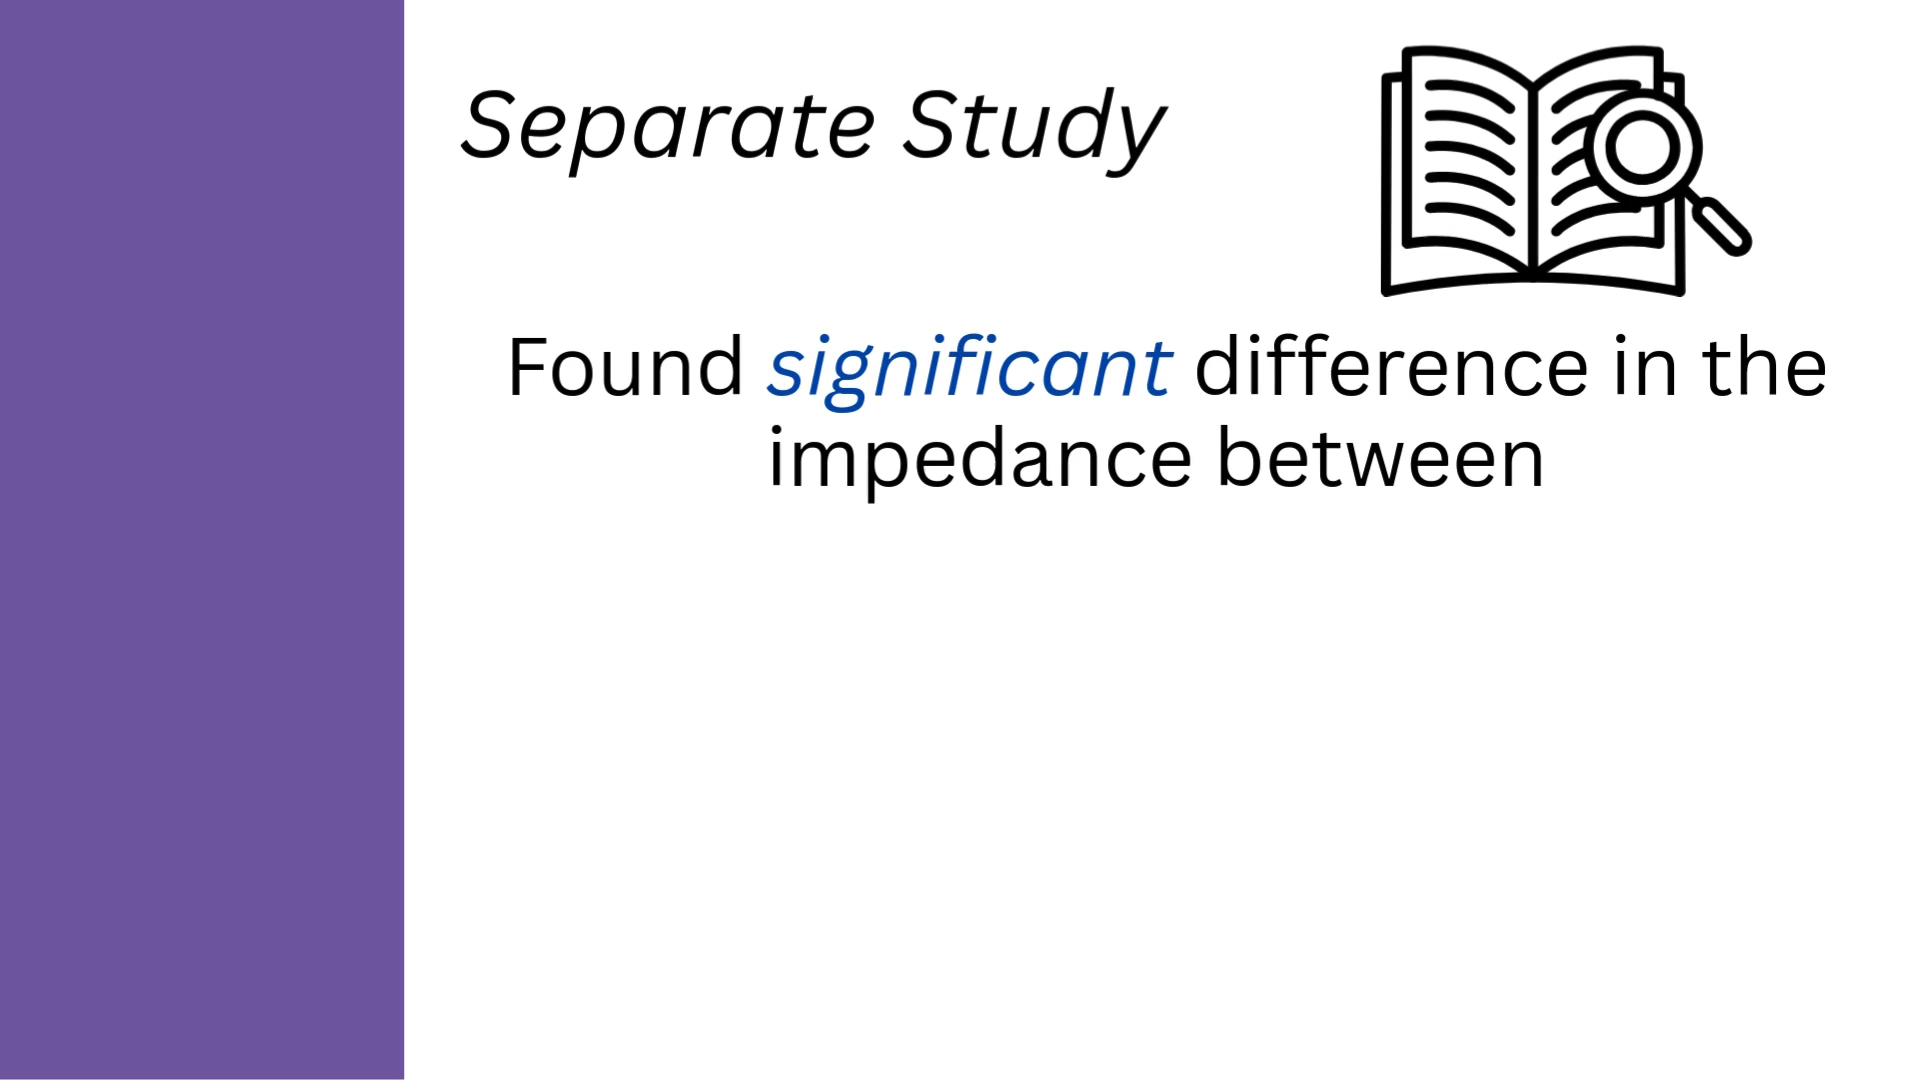 Separate Study
Found significant difference in the
impedance between